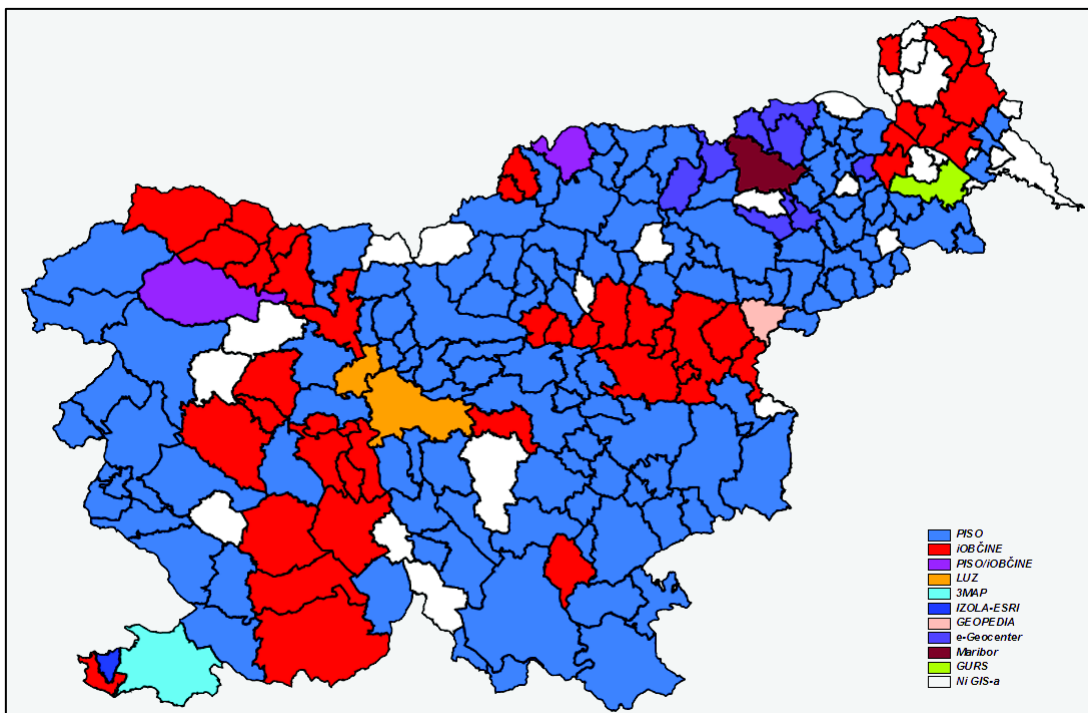 PISO
iOBČINE
PISO/iOBČINE
LUZ
3MAP
IZOLA-ESRI
GEOPEDIA
e-Geocenter
Maribor
GURS
Ni GIS-a